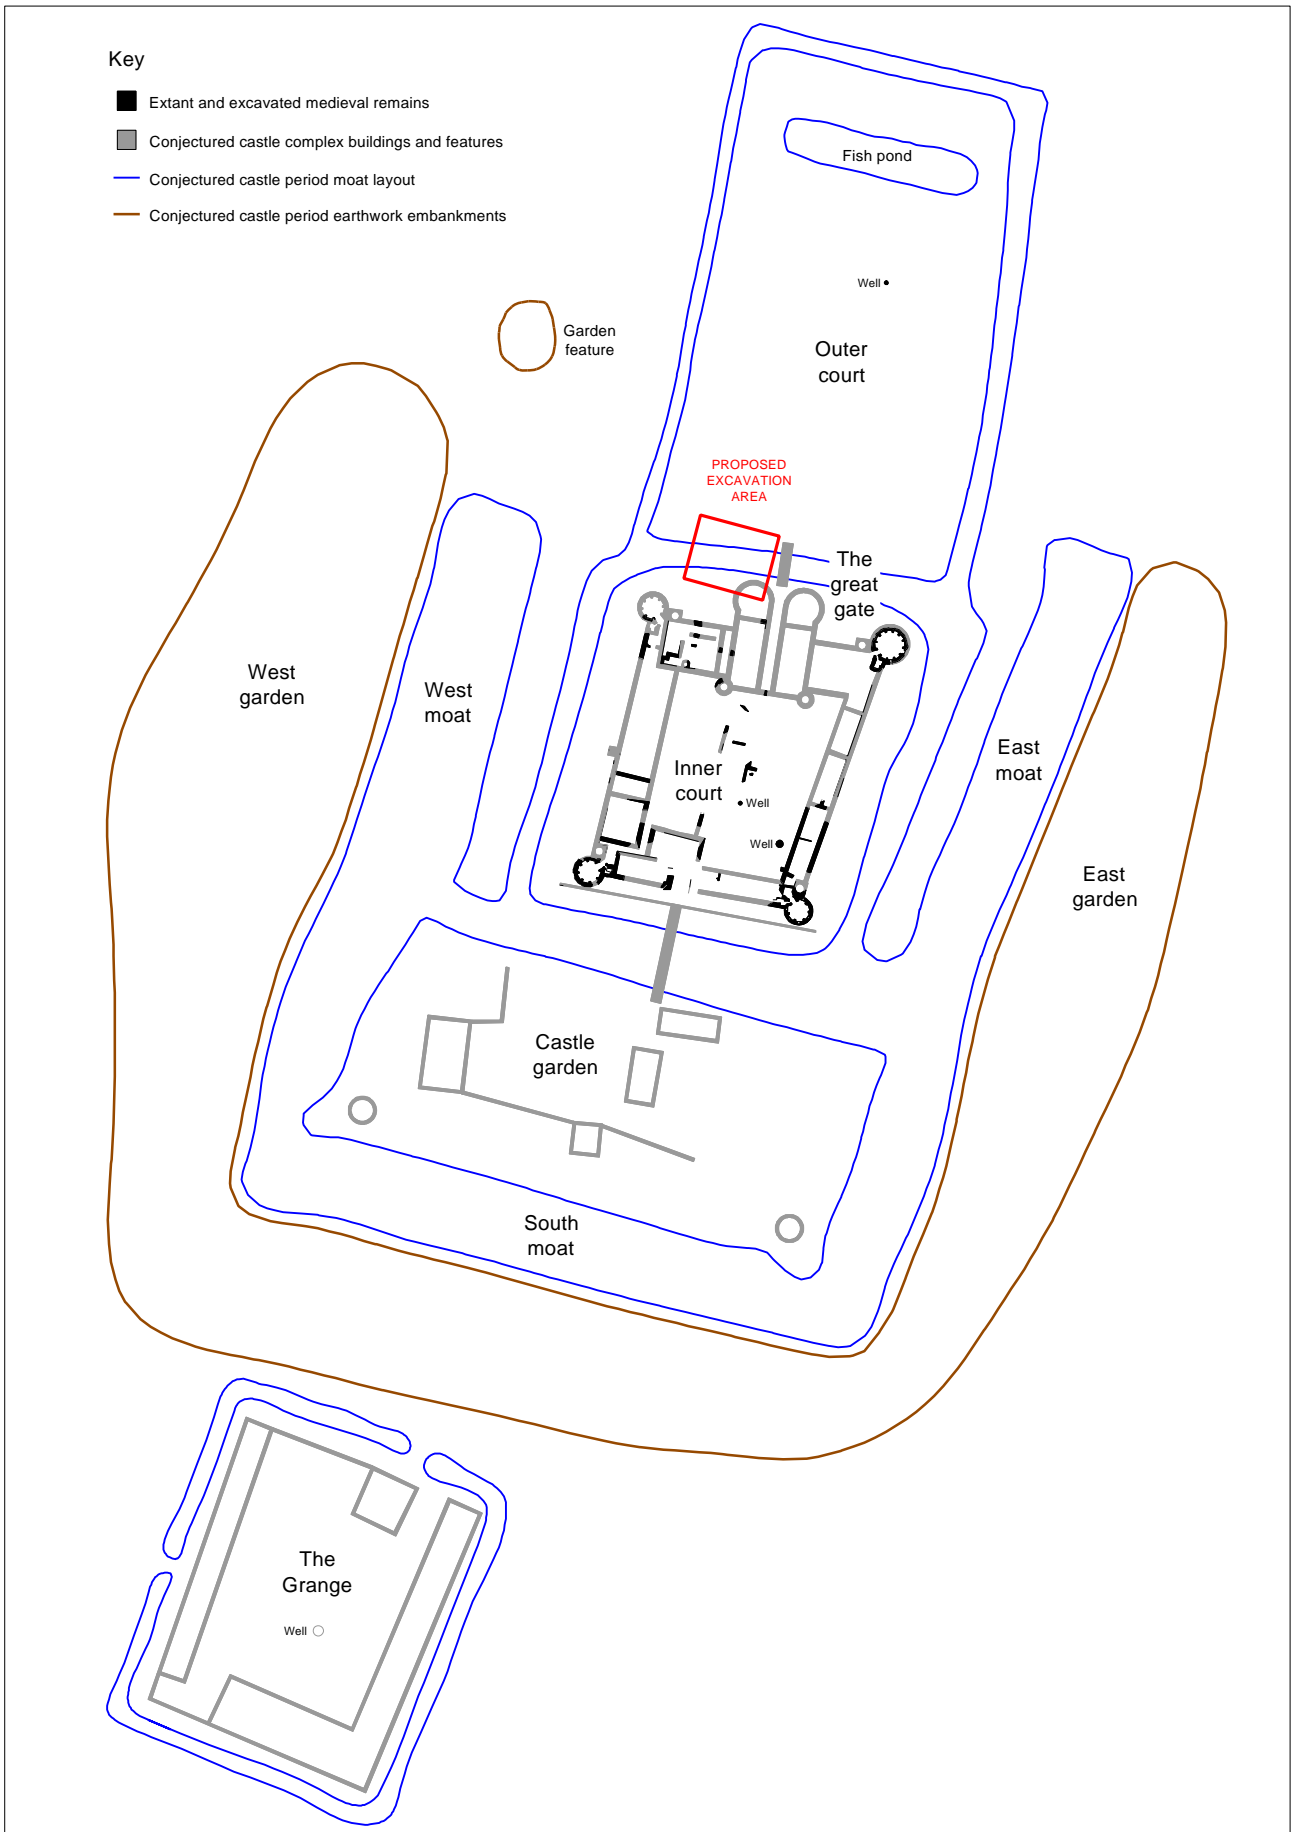 Key
Extant and excavated medieval remains
Conjectured castle complex buildings and features
Conjectured castle period moat layout
Conjectured castle period earthwork embankments
Fish pond
Well
Outer
court
Garden
feature
PROPOSED
EXCAVATION
AREA
The
great
gate
West
garden
West
moat
East
moat
Inner
court
Well
Well
East
garden
Castle
garden
South
moat
The
Grange
Well